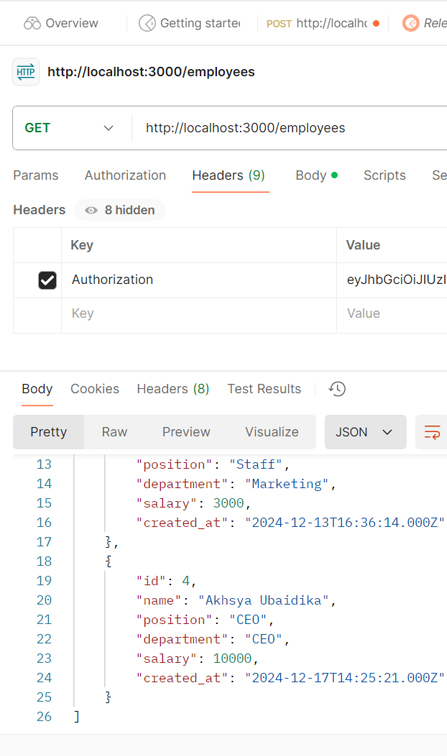 Overview Getting starte POST http://localh Rele
HTTP http://localhost:3000/employees
GET http://localhost:3000/employees
Params Authorization Headers (9) Body Scripts Se
Headers 8 hidden
Key Value
Authorization eyJhbGciOiJIUzI
Key Value
Body Cookies Headers (8) Test Results
Pretty Raw Preview Visualize JSON
13 "position": "Staff",
14 "department": "Marketing",
15 "salary": 3000,
16 "created_at": "2024-12-13T16:36:14.000Z"
17 },
18 {
19 "id": 4,
20 "name": "Akhsya Ubaidika",
21 "position": "CEO",
22 "department": "CEO",
23 "salary": 10000,
24 "created_at": "2024-12-17T14:25:21.000Z"
25 }
26 ]